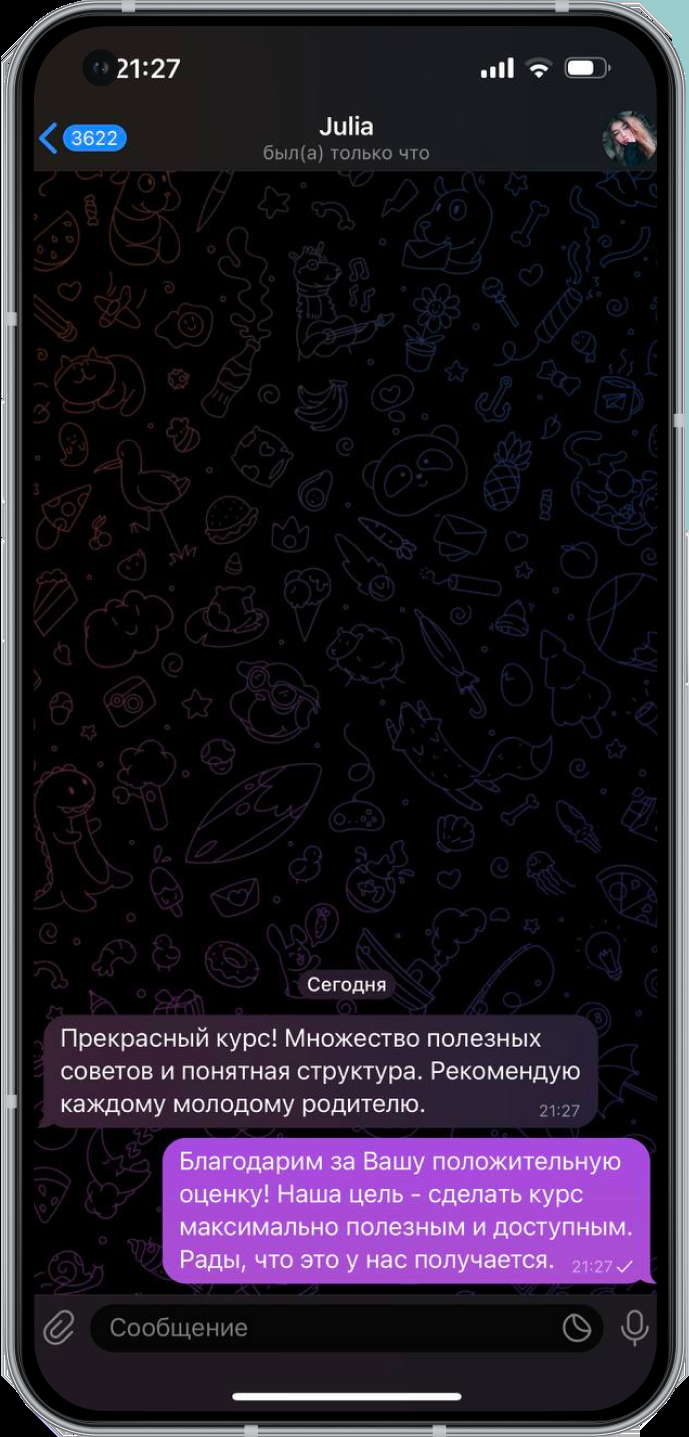 21:27
3622
Julia
был(а) только что
Сегодня
Прекрасный курс! Множество полезных
советов и понятная структура. Рекомендую
каждому молодому родителю.
21:27
Благодарим за Вашу положительную
оценку! Наша цель - сделать курс
максимально полезным и доступным.
Рады, что это у нас получается.
21:27
Сообщение